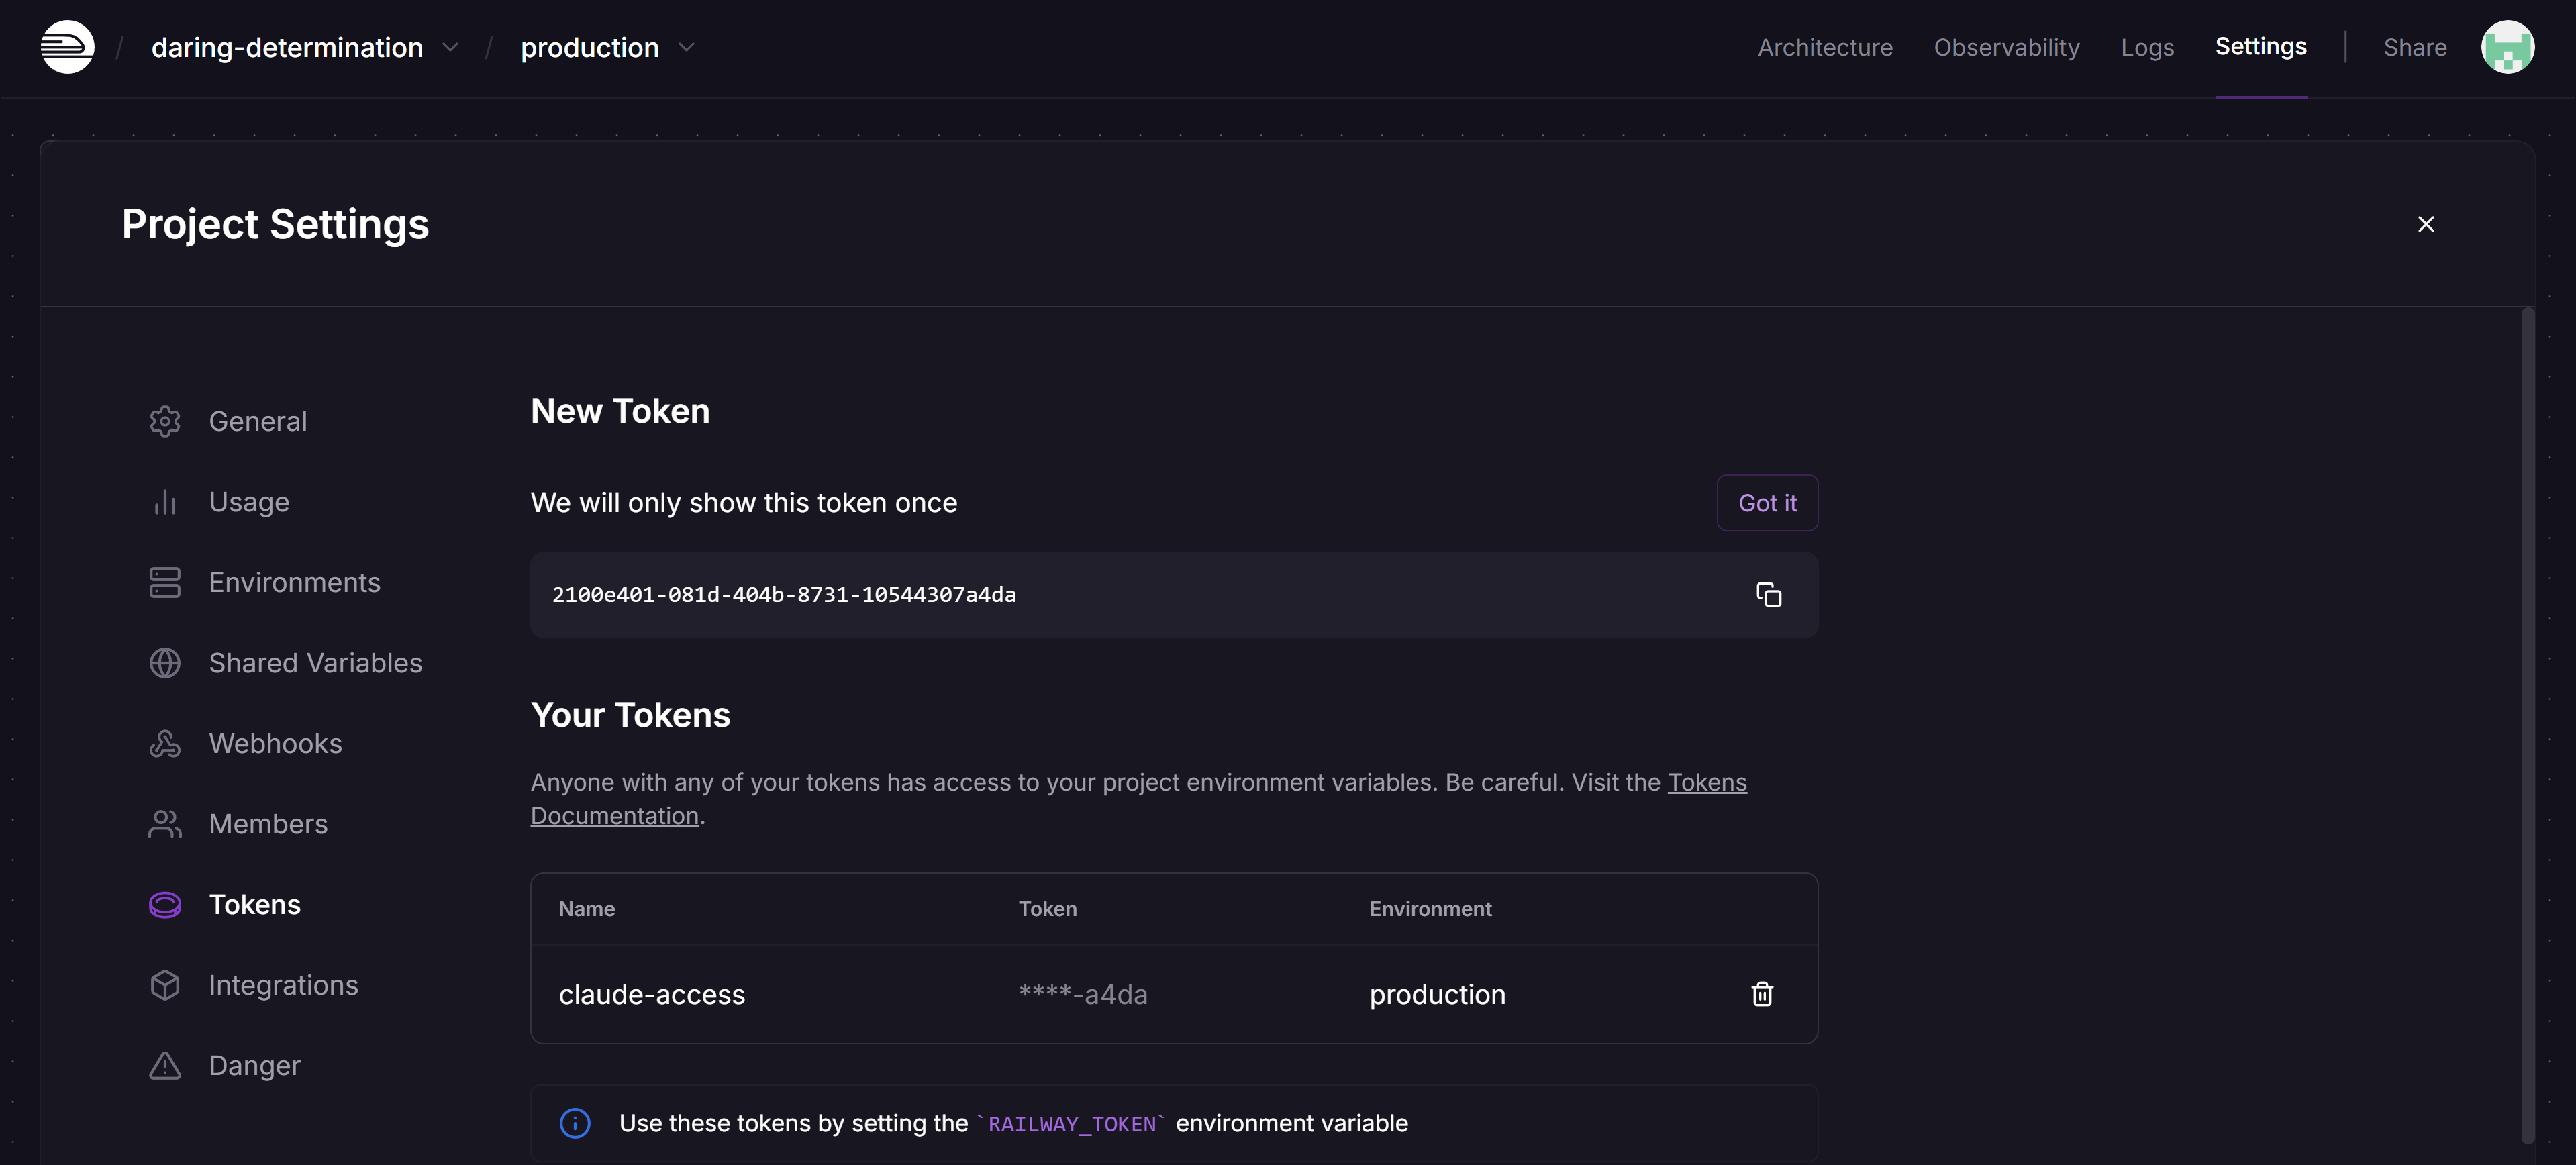 / daring-determination / production
Architecture Observability Logs Settings | Share
Project Settings
General
Usage
Environments
Shared Variables
Webhooks
Members
Tokens
Integrations
Danger
New Token
We will only show this token once
Got it
2100e401-081d-404b-8731-10544307a4da
Your Tokens
Anyone with any of your tokens has access to your project environment variables. Be careful. Visit the Tokens
Documentation.
Name Token Environment
claude-access ****-a4da production
Use these tokens by setting the `RAILWAY_TOKEN` environment variable